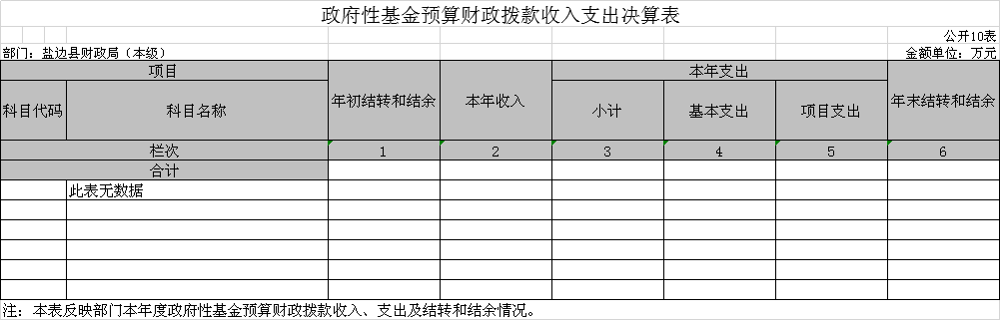 政府性基金预算财政拨款收入支出决算表
公开10表
部门：盐边县财政局（本级） 金额单位：万元
项目 年初结转和结余 本年收入 本年支出 年末结转和结余
科目代码 科目名称 小计 基本支出 项目支出
栏次 1 2 3 4 5 6
合计
此表无数据
注：本表反映部门本年度政府性基金预算财政拨款收入、支出及结转和结余情况。